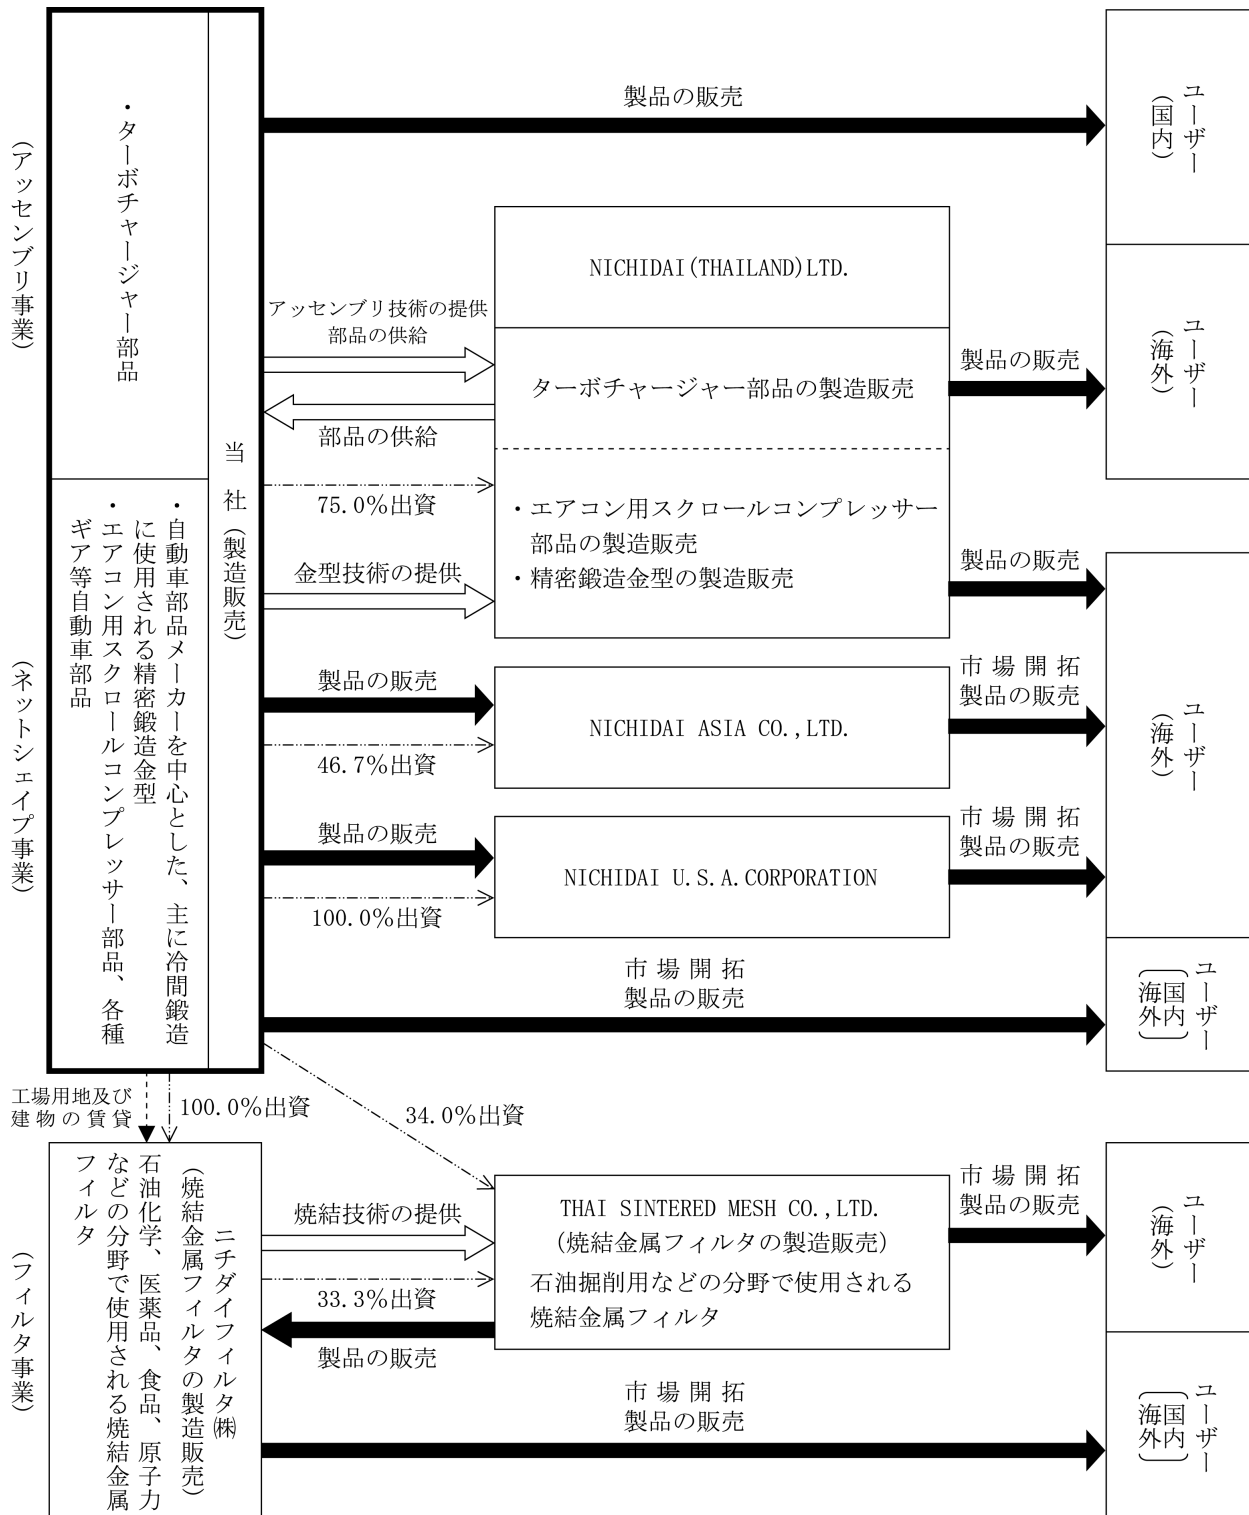 (アッセンブリ事業)
・ターボチャージャー部品
当　社(製造販売)
製品の販売
ユーザー
(国内)
NICHIDAI(THAILAND)LTD.
アッセンブリ技術の提供
部品の供給
ターボチャージャー部品の製造販売
部品の供給
製品の販売
ユーザー
(海外)
(ネットシェイプ事業)
・自動車部品メーカーを中心とした、主に冷間鍛造
に使用される精密鍛造金型
・エアコン用スクロールコンプレッサー部品、各種
ギア等自動車部品
75.0%出資
・エアコン用スクロールコンプレッサー
部品の製造販売
・精密鍛造金型の製造販売
金型技術の提供
製品の販売
製品の販売
46.7%出資
NICHIDAI ASIA CO.,LTD.
市場開拓
製品の販売
ユーザー
(海外)
製品の販売
100.0%出資
NICHIDAI U.S.A.CORPORATION
市場開拓
製品の販売
市場開拓
製品の販売
ユーザー
国内
海外
工場用地及び
建物の賃貸
100.0%出資
34.0%出資
(フィルタ事業)
ニチダイフィルタ㈱
(焼結金属フィルタの製造販売)
石油化学、医薬品、食品、原子力
などの分野で使用される焼結金属
フィルタ
焼結技術の提供
33.3%出資
製品の販売
THAI SINTERED MESH CO.,LTD.
(焼結金属フィルタの製造販売)
石油掘削用などの分野で使用される
焼結金属フィルタ
市場開拓
製品の販売
ユーザー
(海外)
市場開拓
製品の販売
ユーザー
国内
海外